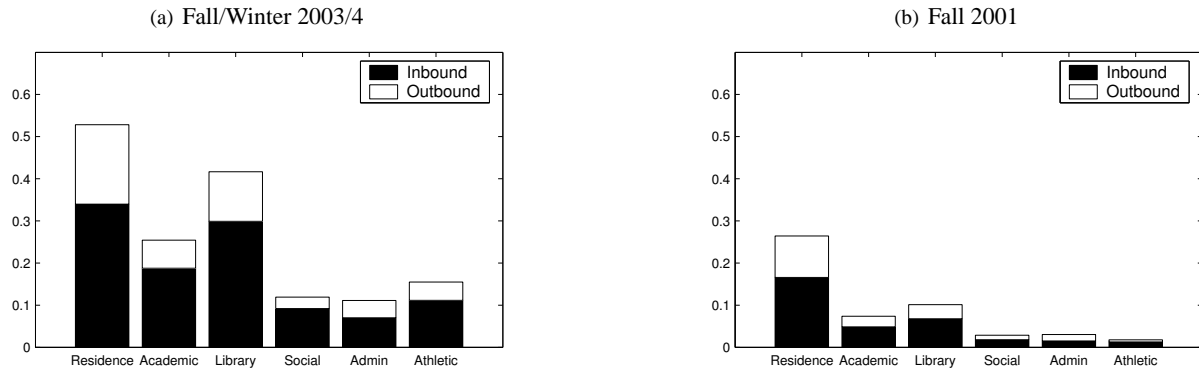 (a) Fall/Winter 2003/4
Inbound
Outbound
0.6
0.5
0.4
0.3
0.2
0.1
0
Residence Academic Library Social Admin Athletic
(b) Fall 2001
Inbound
Outbound
0.6
0.5
0.4
0.3
0.2
0.1
0
Residence Academic Library Social Admin Athletic